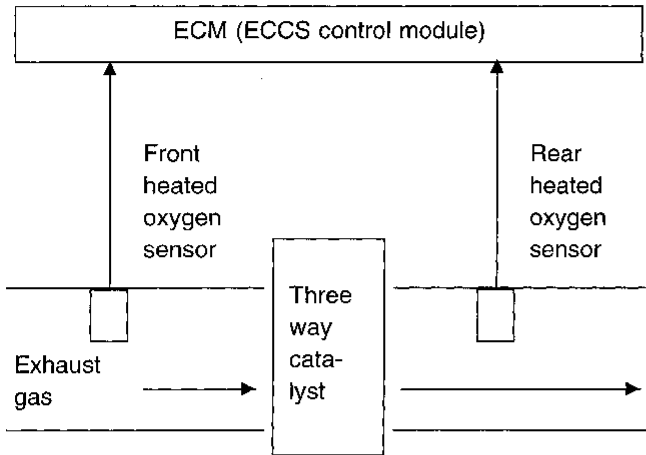 ECM (ECCS control module)
Front
heated
oxygen
sensor
Rear
heated
oxygen
sensor
Three
way
cata-
lyst
Exhaust
gas